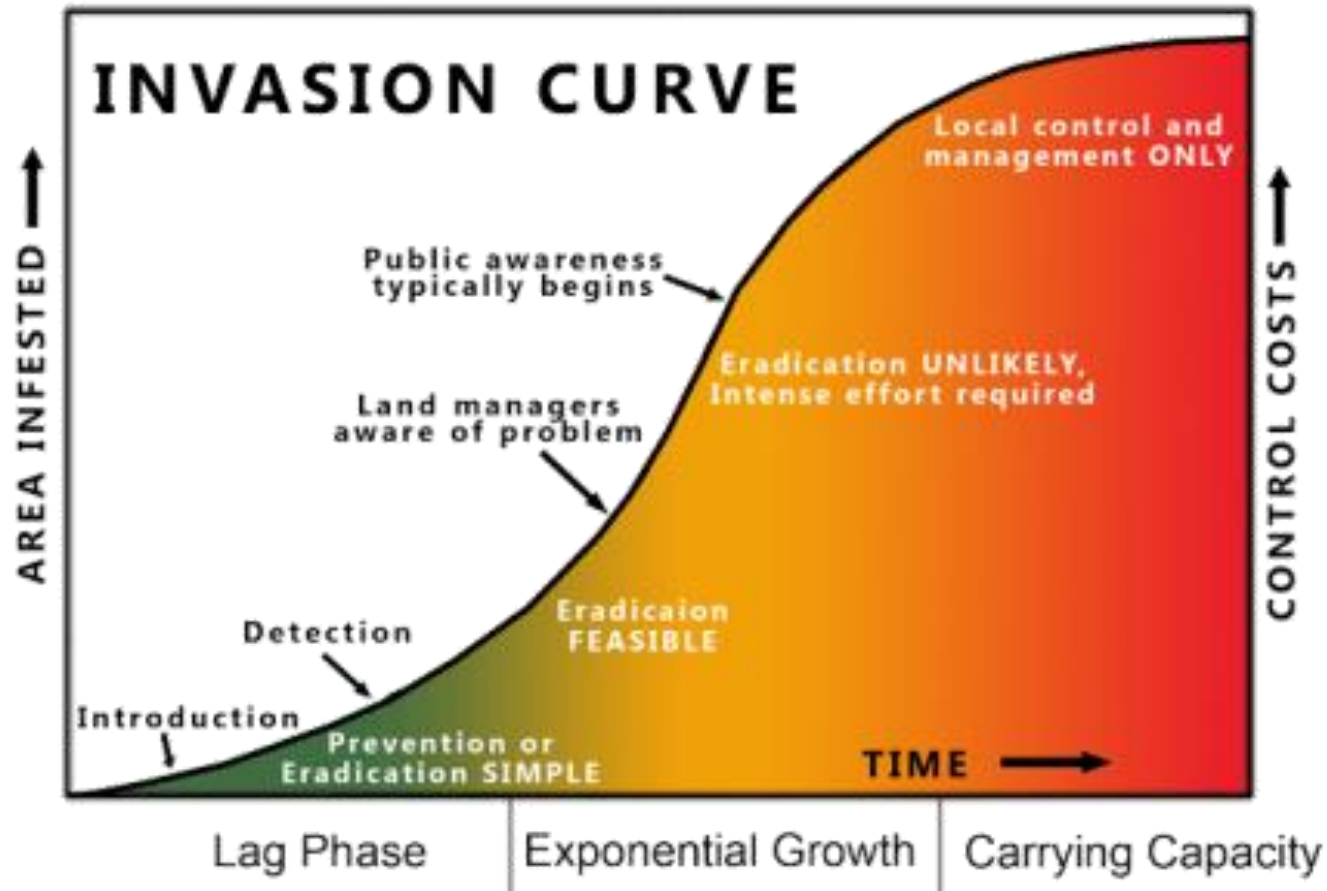 INVASION CURVE
Local control and
management ONLY
Public awareness
typically begins
Eradication UNLIKELY,
Intense effort required
Land managers
aware of problem
Eradicaion
FEASIBLE
Detection
Introduction
Prevention or
Eradication SIMPLE
TIME
AREA INFESTED
CONTROL COSTS
Lag Phase
Exponential Growth
Carrying Capacity